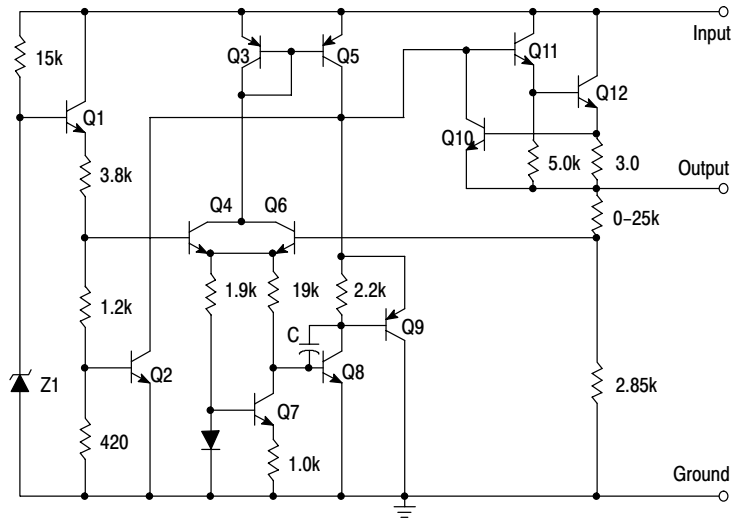 Input
15k
Q3
Q5
Q11
Q12
Q1
Q10
3.8k
5.0k
3.0
Output
Q4
Q6
0–25k
1.2k
1.9k
19k
2.2k
C
Q9
Z1
Q2
Q8
2.85k
Q7
420
1.0k
Ground